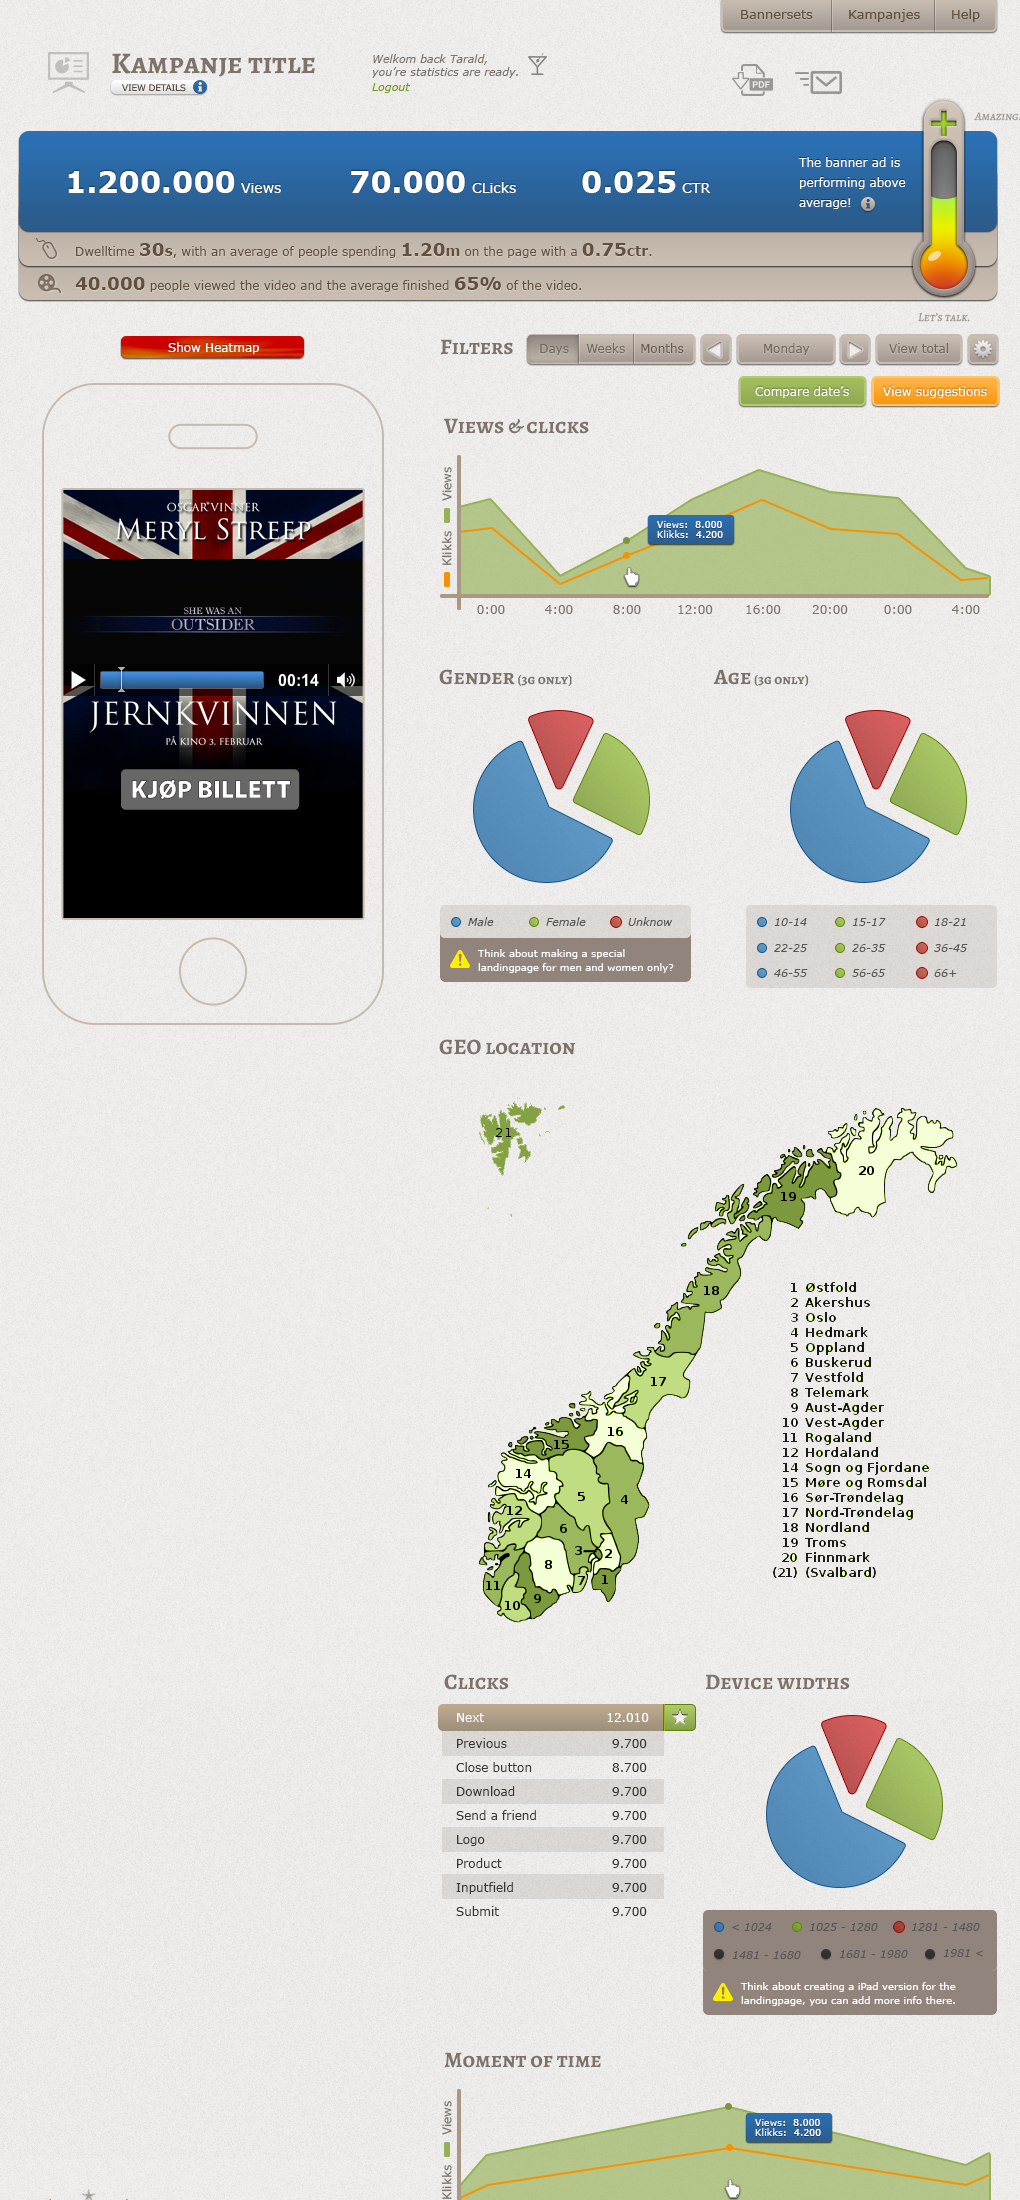 Bannersets Kampanjes Help
Kampanje title
VIEW DETAILS
Welkom back Tarald,
you're statistics are ready.
Logout
PDF
Amazing.
1.200.000 Views 70.000 CLicks 0.025 CTR
The banner ad is
performing above
average!
Dwelltime 30s, with an average of people spending 1.20m on the page with a 0.75ctr.
40.000 people viewed the video and the average finished 65% of the video.
Let's talk.
Show Heatmap
Filters Days Weeks Months Monday View total
Compare date's View suggestions
OSCAR®VINNER
MERYL STREEP
SHE WAS AN
OUTSIDER
00:14
JERNKVINNEN
PÅ KINO 3. FEBRUAR
KJØP BILLETT
Views & clicks
Klikks Views
Views: 8.000
Klikks: 4.200
0:00 4:00 8:00 12:00 16:00 20:00 0:00 4:00
Gender (3G only)
Male Female Unknow
Think about making a special
landingpage for men and women only?
Age (3G only)
10-14 15-17 18-21
22-25 26-35 36-45
46-55 56-65 66+
GEO location
21
20
19
18
17
16
15
14
5
4
12
6
3
2
8
11
7
1
9
10
1 Østfold
2 Akershus
3 Oslo
4 Hedmark
5 Oppland
6 Buskerud
7 Vestfold
8 Telemark
9 Aust-Agder
10 Vest-Agder
11 Rogaland
12 Hordaland
14 Sogn og Fjordane
15 Møre og Romsdal
16 Sør-Trøndelag
17 Nord-Trøndelag
18 Nordland
19 Troms
20 Finnmark
(21) (Svalbard)
Clicks
Next 12.010
Previous 9.700
Close button 8.700
Download 9.700
Send a friend 9.700
Logo 9.700
Product 9.700
Inputfield 9.700
Submit 9.700
Device widths
< 1024 1025 - 1280 1281 - 1480
1481 - 1680 1681 - 1980 1981 <
Think about creating a iPad version for the
landingpage, you can add more info there.
Moment of time
Klikks Views
Views: 8.000
Klikks: 4.200